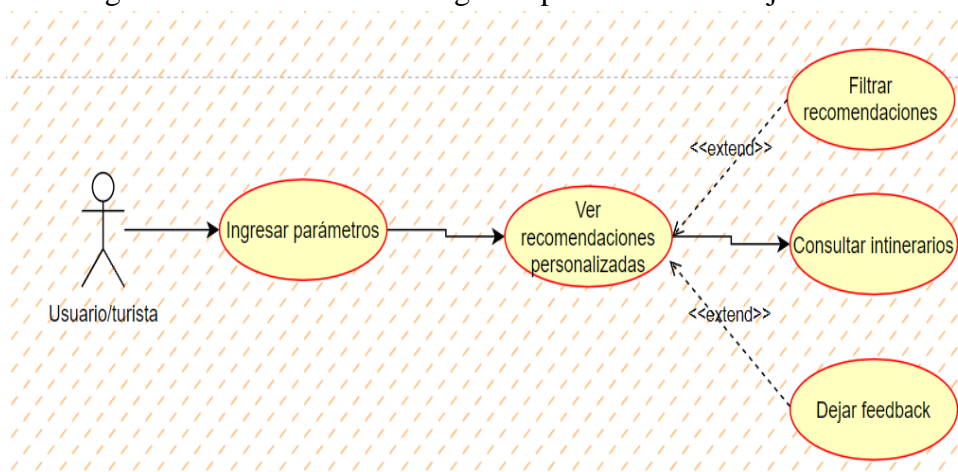 Filtrar
recomendaciones
<<extend>>
Ver
recomendaciones
personalizadas
Ingresar parámetros
Consultar intinerarios
Usuario/turista
<<extend>>
Dejar feedback